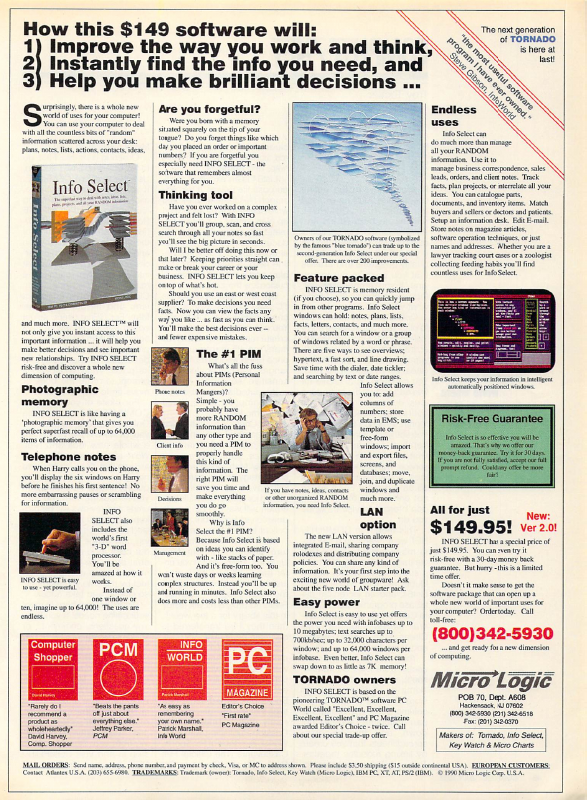 How this $149 software will:
1) Improve the way you work and think,
2) Instantly find the info you need, and
3) Help you make brilliant decisions ...
"the most useful software
program I have ever owned."
Steve Gibson, InfoWorld
The next generation
of TORNADO
is here at
last!
Surprisingly, there is a whole new
world of uses for your computer!
You can use your computer to deal
with all the countless bits of "random"
information scattered across your desk:
plans, notes, lists, actions, contacts, ideas,
Info Select
Info Select
and much more. INFO SELECT™ will
not only give you instant access to this
important information ... it will help you
make better decisions and see important
new relationships. Try INFO SELECT
risk-free and discover a whole new
dimension of computing.
Photographic
memory
INFO SELECT is like having a
'photographic memory" that gives you
perfect superfast recall of up to 64,000
items of information.
Telephone notes
When Harry calls you on the phone,
you'll display the six windows on Harry
before he finishes his first sentence! No
more embarrassing pauses or scrambling
for information.
INFO SELECT is easy
to use - yet powerful.
INFO
SELECT also
includes the
world's first
"3-D" word
processor.
You'll be
amazed at how it
works.
Instead of
one window or
ten, imagine up to 64,000! The uses are
endless.
Are you forgetful?
Were you born with a memory
situated squarely on the tip of your
tongue? Do you forget things like which
day you placed an order or important
numbers? If you are forgetful you
especially need INFO SELECT - the
software that remembers almost
everything for you.
Thinking tool
Have you ever worked on a complex
project and felt lost? With INFO
SELECT you'll group, scan, and cross
search through all your notes so fast
you'll see the big picture in seconds.
Will I be better off doing this now or
that later? Keeping priorities straight can
make or break your career or your
business. INFO SELECT lets you keep
on top of what's hot.
Should you use an east or west coast
supplier? To make decisions you need
facts. Now you can view the facts any
way you like ... as fast as you can think.
You'll make the best decisions ever --
and fewer expensive mistakes.
Phone notes
Client info
Decisions
Management
The #1 PIM
What's all the fuss
about PIMs (Personal
Information
Mangers)?
Simple - you
probably have
more RANDOM
information than
any other type and
you need a PIM to
properly handle
this kind of
information. The
right PIM will
save you time and
make everything
you do go
smoothly.
Why is Info
Select the #1 PIM?
Because Info Select is based
on ideas you can identify
with - like stacks of paper.
And it's free-form too. You
won't waste days or weeks learning
complex structures. Instead you'll be up
and running in minutes. Info Select also
does more and costs less than other PIMs.
Owners of our TORNADO software (symbolized
by the famous "blue tornado") can trade up to the
second-generation Info Select under our special
offer. There are over 200 improvements.
Feature packed
INFO SELECT is memory resident
(if you choose), so you can quickly jump
in from other programs. Info Select
windows can hold: notes, plans, lists,
facts, letters, contacts, and much more.
You can search for a window or a group
of windows related by a word or phrase.
There are five ways to see overviews;
hypertext, a fast sort, and line drawing.
Save time with the dialer, date tickler;
and searching by text or date ranges.
Info Select allows
you to: add
columns of
numbers; store
data in EMS; use
template or
free-form
windows; import
and export files,
screens, and
databases; move,
join, and duplicate
windows and
much more.
If you have notes, ideas, contacts
or other unorganized RANDOM
information, you need Info Select.
LAN
option
The new LAN version allows
integrated E-mail, sharing company
rolodexes and distributing company
policies. You can share any kind of
information. It's your first step into the
exciting new world of groupware! Ask
about the five node LAN starter pack.
Easy power
Info Select is easy to use yet offers
the power you need with infobases up to
10 megabytes; text searches up to
700kb/sec; up to 32,000 characters per
window; and up to 64,000 windows per
infobase. Even better, Info Select can
swap down to as little as 7K memory!
TORNADO owners
INFO SELECT is based on the
pioneering TORNADO™ software PC
World called "Excellent, Excellent,
Excellent, Excellent" and PC Magazine
awarded Editor's Choice - twice. Call
about our special trade-up offer.
Endless
uses
Info Select can
do much more than manage
all your RANDOM
information. Use it to
manage business correspondence, sales
leads, orders, and client notes. Track
facts, plan projects, or interrelate all your
ideas. You can catalogue parts,
documents, and inventory items. Match
buyers and sellers or doctors and patients.
Setup an information desk. Edit E-mail.
Store notes on magazine articles,
software operation techniques, or just
names and addresses. Whether you are a
lawyer tracking court cases or a zoologist
collecting feeding habits you'll find
countless uses for Info Select.
Info Select keeps your information in intelligent
automatically positioned windows.
Risk-Free Guarantee
Info Select is so effective you will be
amazed. That's why we offer our
money-back guarantee. Try it for 30 days.
If you are not fully satisfied, accept our full
prompt refund. Could any offer be more
fair?
All for just
$149.95!
New:
Ver 2.0!
INFO SELECT has a special price of
just $149.95. You can even try it
risk-free with a 30-day money back
guarantee. But hurry - this is a limited
time offer.
Doesn't it make sense to get the
software package that can open up a
whole new world of important uses for
your computer? Order today. Call
toll-free:
(800)342-5930
... and get ready for a new dimension
of computing.
Micro Logic
POB 70, Dept. A608
Hackensack, NJ 07602
(800) 342-5930 (201) 342-6518
Fax: (201) 342-0370
Makers of: Tornado, Info Select,
Key Watch & Micro Charts
Computer
Shopper
David Harvey
"Rarely do I
recommend a
product as
wholeheartedly"
David Harvey,
Comp. Shopper
PCM
"Beats the pants
off just about
everything else."
Jeffrey Parker,
PCM
INFO
WORLD
Patrick Marshall
"As easy as
remembering
your own name."
Patrick Marshall,
Info World
PC
MAGAZINE
Editor's Choice
"First rate"
PC Magazine
MAIL ORDERS: Send name, address, phone number, and payment by check, Visa, or MC to address shown. Please include $3.50 shipping ($15 outside continental USA). EUROPEAN CUSTOMERS:
Contact Atlantex U.S.A. (203) 655-6980. TRADEMARKS: Trademark (owner): Tornado, Info Select, Key Watch (Micro Logic), IBM PC, XT, AT, PS/2 (IBM). © 1990 Micro Logic Corp. U.S.A.